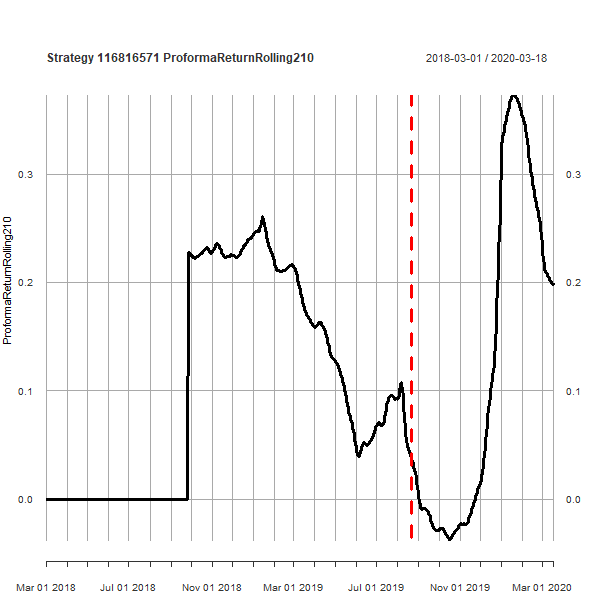 Strategy 116816571 ProformaReturnRolling210
2018-03-01 / 2020-03-18
ProformaReturnRolling210
0.3
0.3
0.2
0.2
0.1
0.1
0.0
0.0
Mar 01 2018
Jul 01 2018
Nov 01 2018
Mar 01 2019
Jul 01 2019
Nov 01 2019
Mar 01 2020